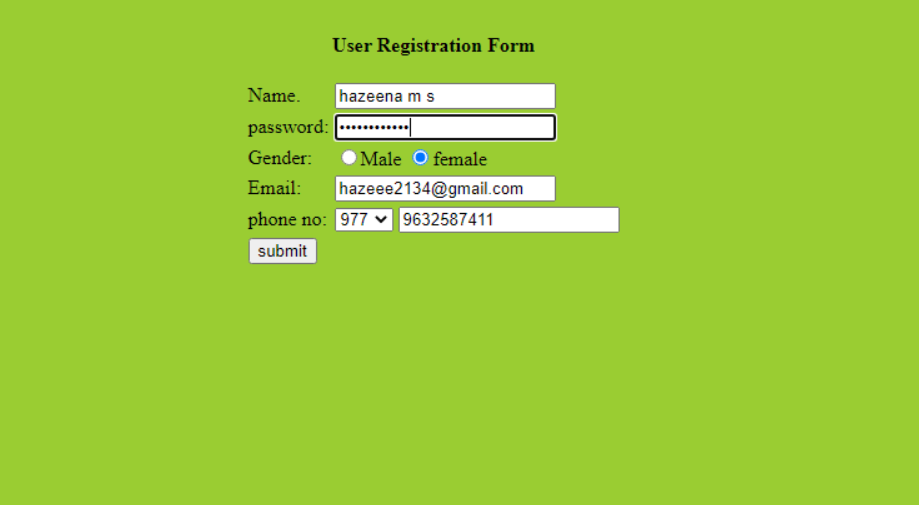 User Registration Form
Name. hazeena m s
password: ••••••••••••
Gender: Male female
Email: hazeee2134@gmail.com
phone no: 977 9632587411
submit